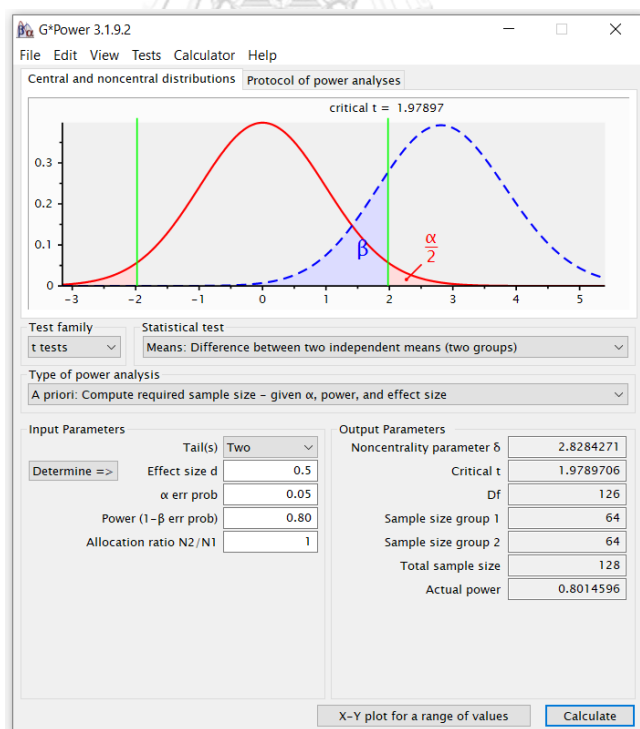 G*Power 3.1.9.2
File Edit View Tests Calculator Help
Central and noncentral distributions Protocol of power analyses
critical t = 1.97897
0.3
0.2
0.1
0
β
α
2
-3 -2 -1 0 1 2 3 4 5
Test family Statistical test
t tests Means: Difference between two independent means (two groups)
Type of power analysis
A priori: Compute required sample size – given α, power, and effect size
Input Parameters Output Parameters
Tail(s) Two Noncentrality parameter δ 2.8284271
Determine => Effect size d 0.5 Critical t 1.9789706
α err prob 0.05 Df 126
Power (1-β err prob) 0.80 Sample size group 1 64
Allocation ratio N2/N1 1 Sample size group 2 64
Total sample size 128
Actual power 0.8014596
X-Y plot for a range of values Calculate